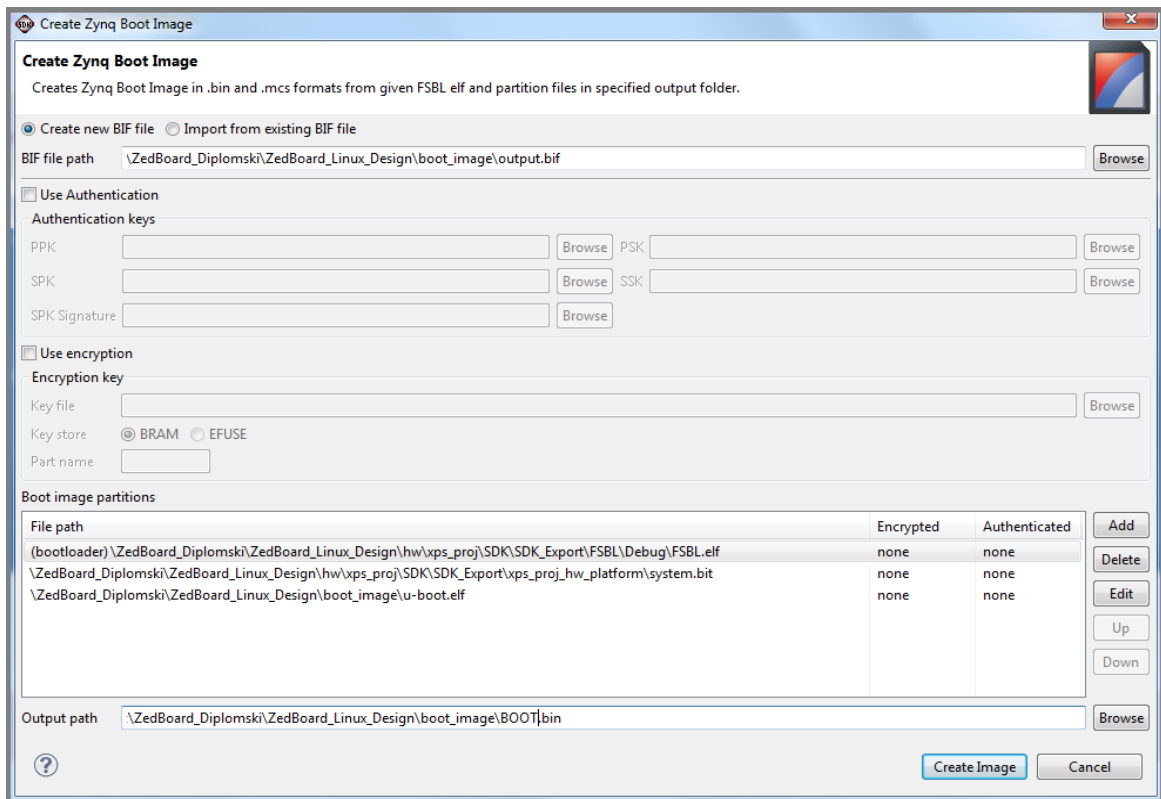 Create Zynq Boot Image
Create Zynq Boot Image
Creates Zynq Boot Image in .bin and .mcs formats from given FSBL elf and partition files in specified output folder.
Create new BIF file Import from existing BIF file
BIF file path \ZedBoard_Diplomski\ZedBoard_Linux_Design\boot_image\output.bif Browse
Use Authentication
Authentication keys
PPK Browse PSK Browse
SPK Browse SSK Browse
SPK Signature Browse
Use encryption
Encryption key
Key file Browse
Key store BRAM EFUSE
Part name
Boot image partitions
File path Encrypted Authenticated Add
(bootloader) \ZedBoard_Diplomski\ZedBoard_Linux_Design\hw\xps_proj\SDK\SDK_Export\FSBL\Debug\FSBL.elf none none
Delete
\ZedBoard_Diplomski\ZedBoard_Linux_Design\hw\xps_proj\SDK\SDK_Export\xps_proj_hw_platform\system.bit none none
\ZedBoard_Diplomski\ZedBoard_Linux_Design\boot_image\u-boot.elf none none Edit
Up
Down
Output path :\ZedBoard_Diplomski\ZedBoard_Linux_Design\boot_image\BOOT.bin Browse
? Create Image Cancel